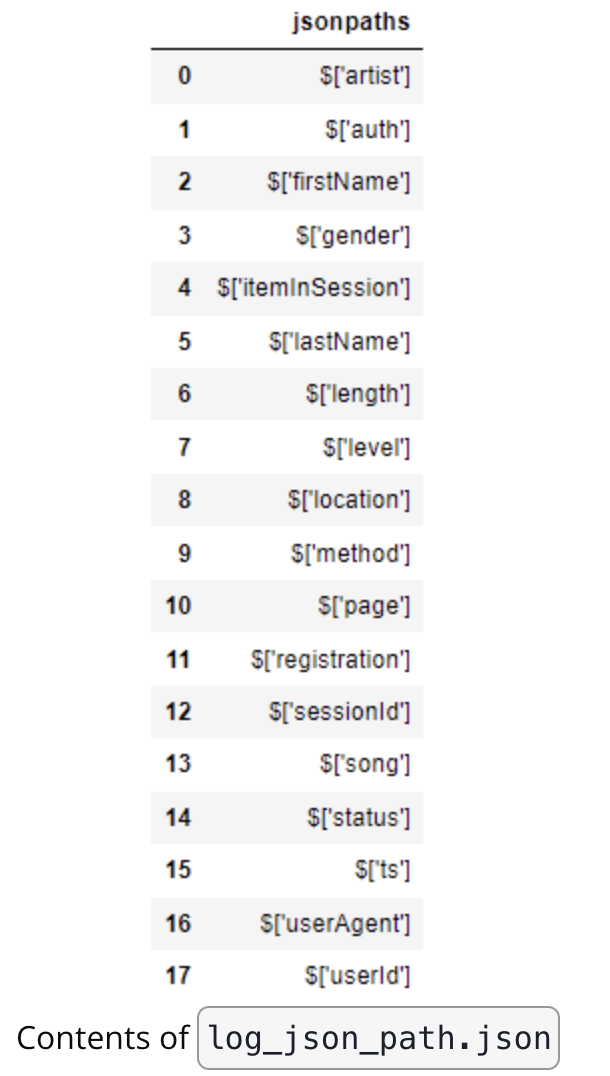 jsonpaths
0 $['artist']
1 $['auth']
2 $['firstName']
3 $['gender']
4 $['itemInSession']
5 $['lastName']
6 $['length']
7 $['level']
8 $['location']
9 $['method']
10 $['page']
11 $['registration']
12 $['sessionId']
13 $['song']
14 $['status']
15 $['ts']
16 $['userAgent']
17 $['userId']
Contents of log_json_path.json